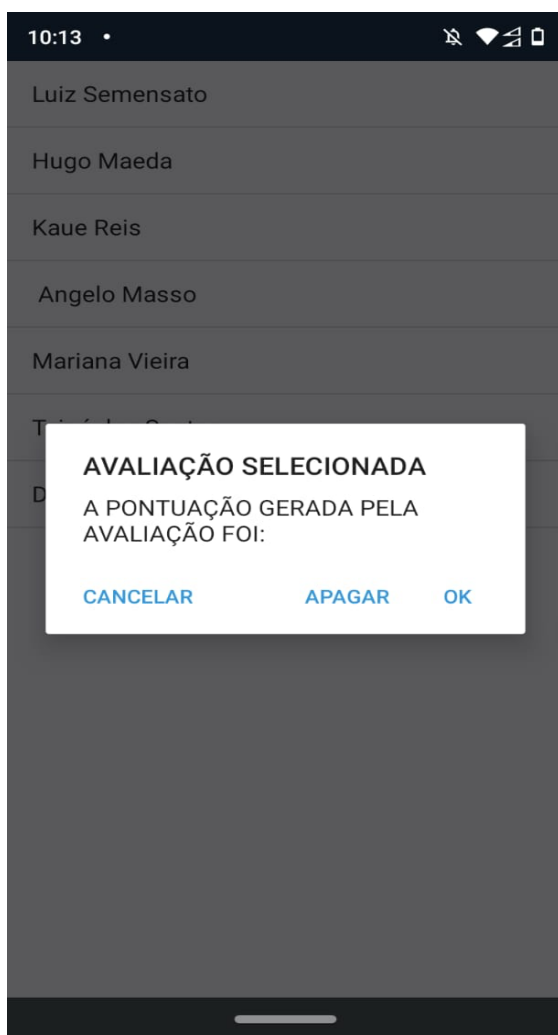 10:13
Luiz Semensato
Hugo Maeda
Kaue Reis
Angelo Masso
Mariana Vieira
AVALIAÇÃO SELECIONADA
A PONTUAÇÃO GERADA PELA
AVALIAÇÃO FOI:
CANCELAR APAGAR OK